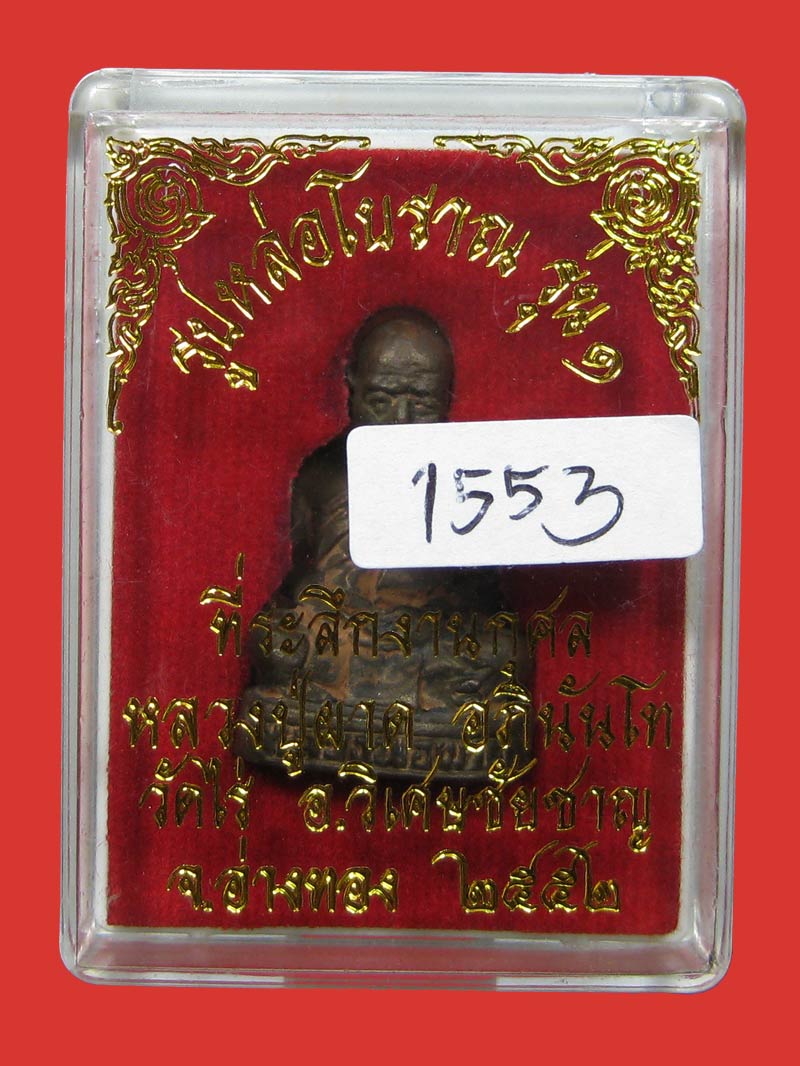 รูปหล่อโบราณ รุ่น ๑
1553
ที่ระลึกงานกุศล
หลวงปู่ผาด อภินันโท
วัดไร่ อ.วิเศษชัยชาญ
จ.อ่างทอง ๒๕๕๒